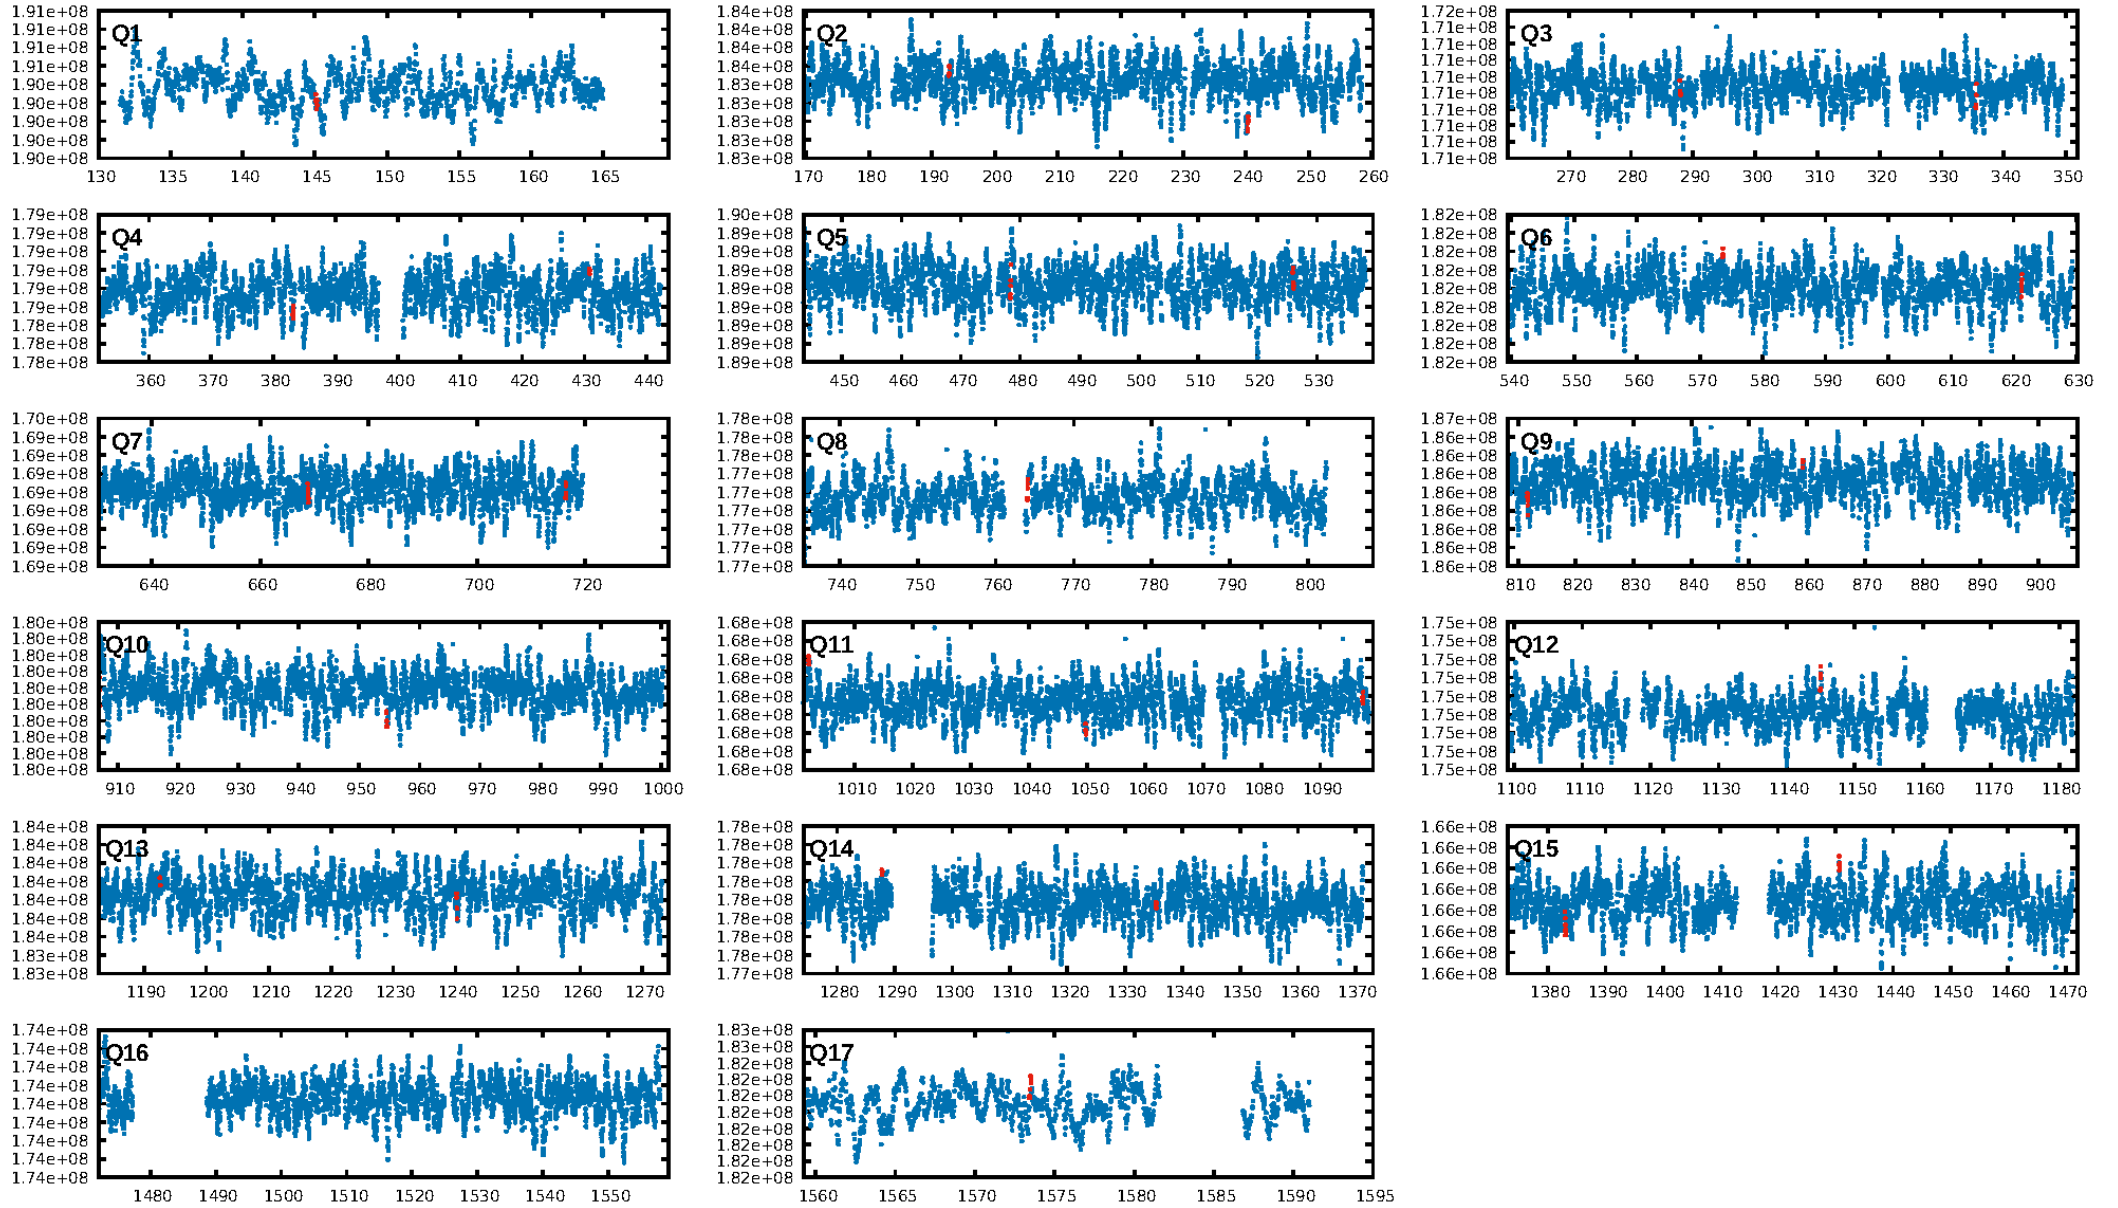 1.91e+08
1.91e+08
1.91e+08
1.91e+08
1.90e+08
1.90e+08
1.90e+08
1.90e+08
1.90e+08
Q1
130 135 140 145 150 155 160 165
1.84e+08
1.84e+08
1.84e+08
1.84e+08
1.83e+08
1.83e+08
1.83e+08
1.83e+08
1.83e+08
Q2
170 180 190 200 210 220 230 240 250 260
1.72e+08
1.71e+08
1.71e+08
1.71e+08
1.71e+08
1.71e+08
1.71e+08
1.71e+08
1.71e+08
1.71e+08
Q3
270 280 290 300 310 320 330 340 350
1.79e+08
1.79e+08
1.79e+08
1.79e+08
1.79e+08
1.79e+08
1.78e+08
1.78e+08
1.78e+08
Q4
360 370 380 390 400 410 420 430 440
1.90e+08
1.89e+08
1.89e+08
1.89e+08
1.89e+08
1.89e+08
1.89e+08
1.89e+08
1.89e+08
Q5
450 460 470 480 490 500 510 520 530
1.82e+08
1.82e+08
1.82e+08
1.82e+08
1.82e+08
1.82e+08
1.82e+08
1.82e+08
1.82e+08
Q6
540 550 560 570 580 590 600 610 620 630
1.70e+08
1.69e+08
1.69e+08
1.69e+08
1.69e+08
1.69e+08
1.69e+08
1.69e+08
1.69e+08
Q7
640 660 680 700 720
1.78e+08
1.78e+08
1.78e+08
1.77e+08
1.77e+08
1.77e+08
1.77e+08
1.77e+08
1.77e+08
Q8
740 750 760 770 780 790 800
1.87e+08
1.86e+08
1.86e+08
1.86e+08
1.86e+08
1.86e+08
1.86e+08
1.86e+08
1.86e+08
Q9
810 820 830 840 850 860 870 880 890 900
1.80e+08
1.80e+08
1.80e+08
1.80e+08
1.80e+08
1.80e+08
1.80e+08
1.80e+08
1.80e+08
1.80e+08
Q10
910 920 930 940 950 960 970 980 990 1000
1.68e+08
1.68e+08
1.68e+08
1.68e+08
1.68e+08
1.68e+08
1.68e+08
1.68e+08
1.68e+08
Q11
1010 1020 1030 1040 1050 1060 1070 1080 1090
1.75e+08
1.75e+08
1.75e+08
1.75e+08
1.75e+08
1.75e+08
1.75e+08
1.75e+08
1.75e+08
Q12
1100 1110 1120 1130 1140 1150 1160 1170 1180
1.84e+08
1.84e+08
1.84e+08
1.84e+08
1.84e+08
1.84e+08
1.84e+08
1.83e+08
1.83e+08
Q13
1190 1200 1210 1220 1230 1240 1250 1260 1270
1.78e+08
1.78e+08
1.78e+08
1.78e+08
1.78e+08
1.78e+08
1.78e+08
1.78e+08
1.77e+08
Q14
1280 1290 1300 1310 1320 1330 1340 1350 1360 1370
1.66e+08
1.66e+08
1.66e+08
1.66e+08
1.66e+08
1.66e+08
1.66e+08
1.66e+08
Q15
1380 1390 1400 1410 1420 1430 1440 1450 1460 1470
1.74e+08
1.74e+08
1.74e+08
1.74e+08
1.74e+08
1.74e+08
1.74e+08
1.74e+08
1.74e+08
Q16
1480 1490 1500 1510 1520 1530 1540 1550
1.83e+08
1.83e+08
1.82e+08
1.82e+08
1.82e+08
1.82e+08
1.82e+08
1.82e+08
1.82e+08
1.82e+08
Q17
1560 1565 1570 1575 1580 1585 1590 1595